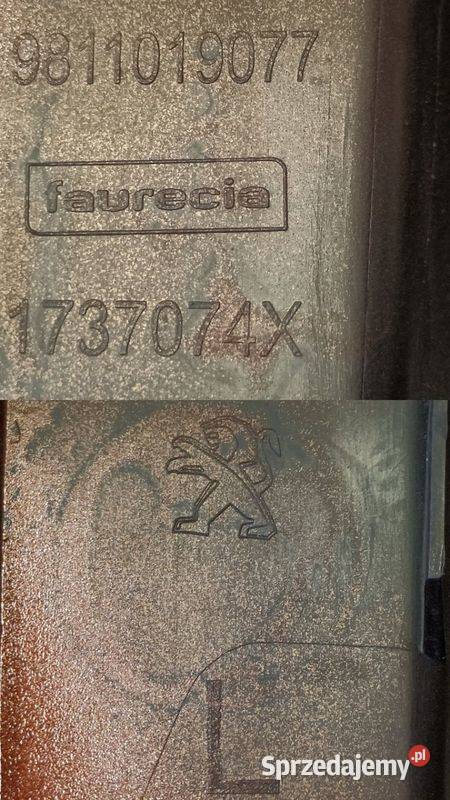 9811019077
faurecia
1737074X
L
Sprzedajemy.pl